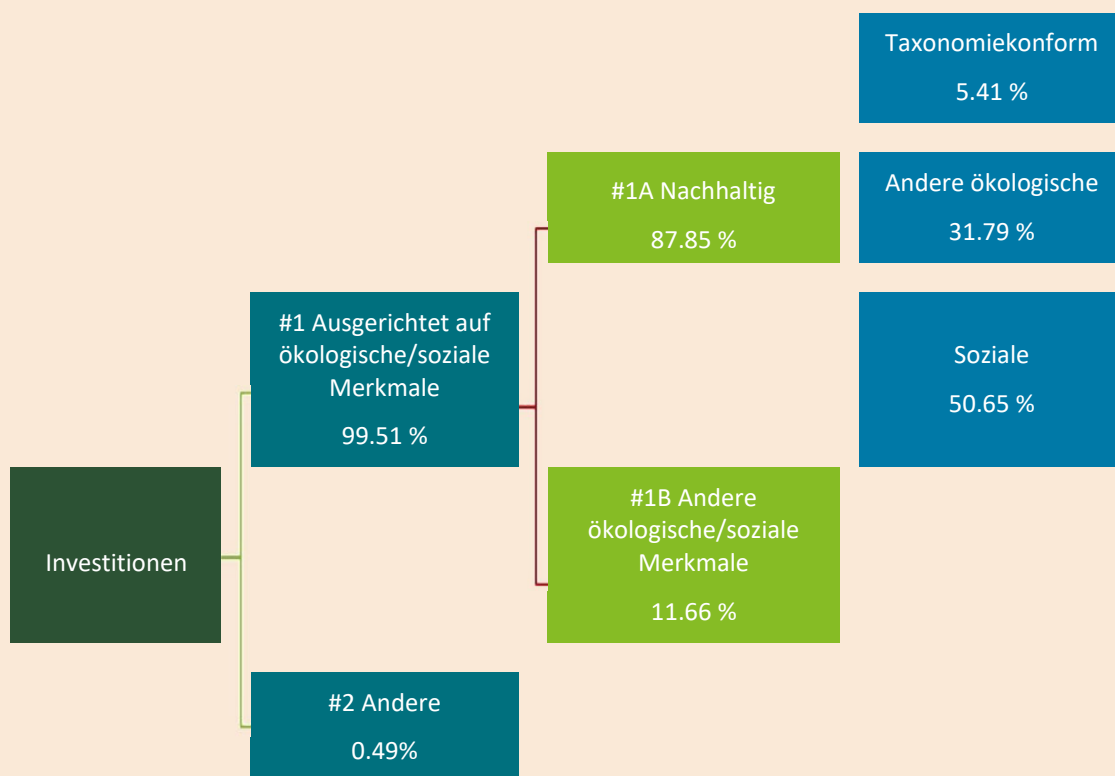 Investitionen
#1 Ausgerichtet auf
ökologische/soziale
Merkmale
99.51 %
#2 Andere
0.49%
#1A Nachhaltig
87.85 %
#1B Andere
ökologische/soziale
Merkmale
11.66 %
Taxonomiekonform
5.41 %
Andere ökologische
31.79 %
Soziale
50.65 %